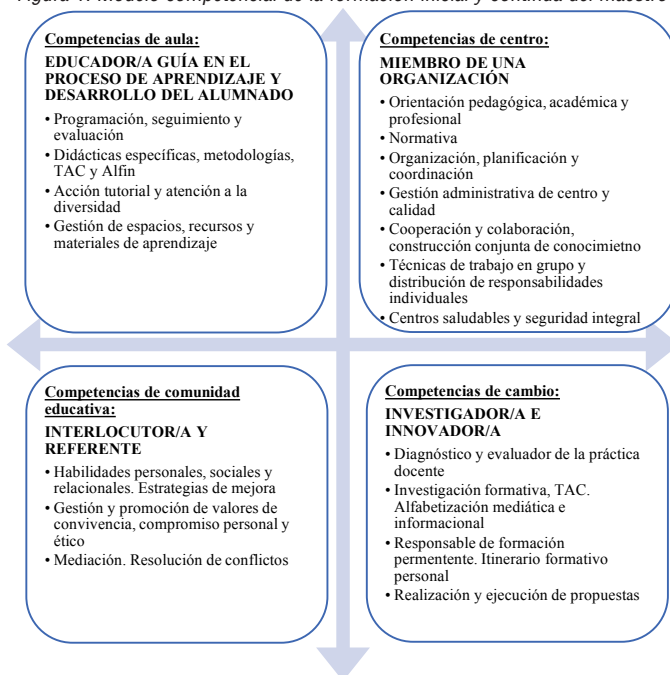 Figura 1. Modelo competencial de la formación inicial y continua del maestro
Competencias de aula:
EDUCADOR/A GUÍA EN EL
PROCESO DE APRENDIZAJE Y
DESARROLLO DEL ALUMNADO
• Programación, seguimiento y
evaluación
• Didácticas específicas, metodologías,
TAC y Alfin
• Acción tutorial y atención a la
diversidad
• Gestión de espacios, recursos y
materiales de aprendizaje
Competencias de centro:
MIEMBRO DE UNA
ORGANIZACIÓN
• Orientación pedagógica, académica y
profesional
• Normativa
• Organización, planificación y
coordinación
• Gestión administrativa de centro y
calidad
• Cooperación y colaboración,
construcción conjunta de conocimietno
• Técnicas de trabajo en grupo y
distribución de responsabilidades
individuales
• Centros saludables y seguridad integral
Competencias de comunidad
educativa:
INTERLOCUTOR/A Y
REFERENTE
• Habilidades personales, sociales y
relacionales. Estrategias de mejora
• Gestión y promoción de valores de
convivencia, compromiso personal y
ético
• Mediación. Resolución de conflictos
Competencias de cambio:
INVESTIGADOR/A E
INNOVADOR/A
• Diagnóstico y evaluador de la práctica
docente
• Investigación formativa, TAC.
Alfabetización mediática e
informacional
• Responsable de formación
permentente. Itinerario formativo
personal
• Realización y ejecución de propuestas